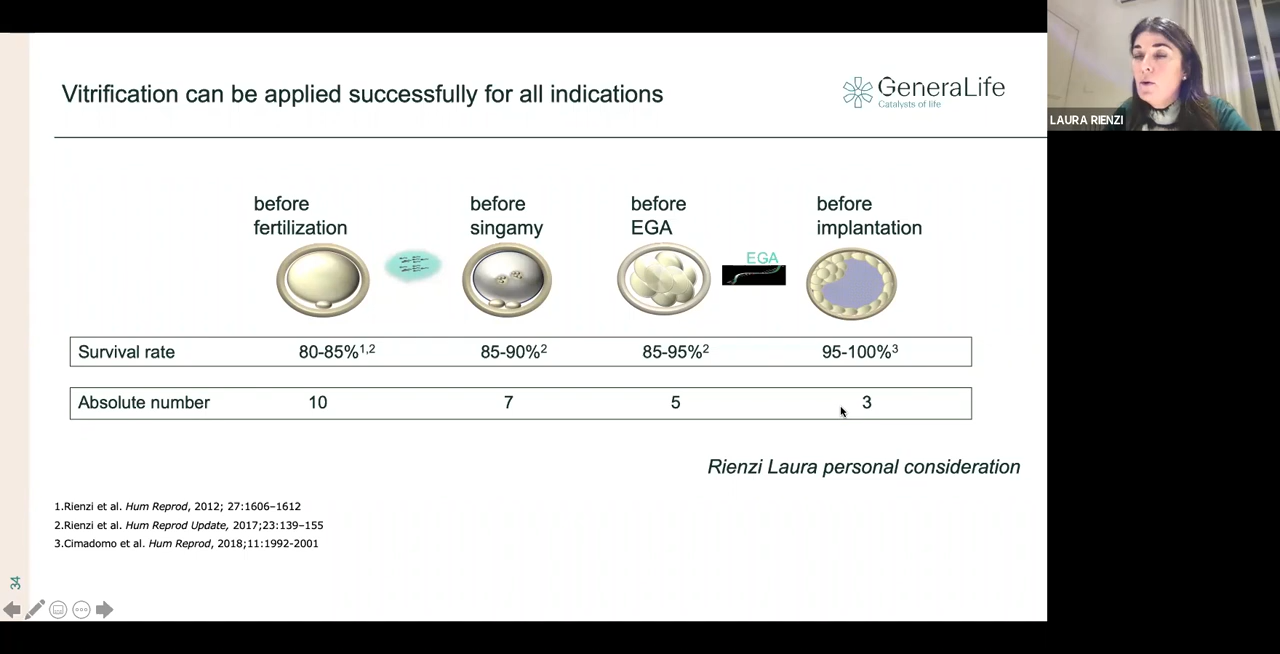 Vitrification can be applied successfully for all indications
GeneraLife
Catalysts of life
LAURA RIENZI
before
fertilization
before
singamy
before
EGA
before
implantation
EGA
Survival rate 80-85%1,2 85-90%2 85-95%2 95-100%3
Absolute number 10 7 5 3
Rienzi Laura personal consideration
1.Rienzi et al. Hum Reprod, 2012; 27:1606–1612
2.Rienzi et al. Hum Reprod Update, 2017;23:139–155
3.Cimadomo et al. Hum Reprod, 2018;11:1992-2001
34